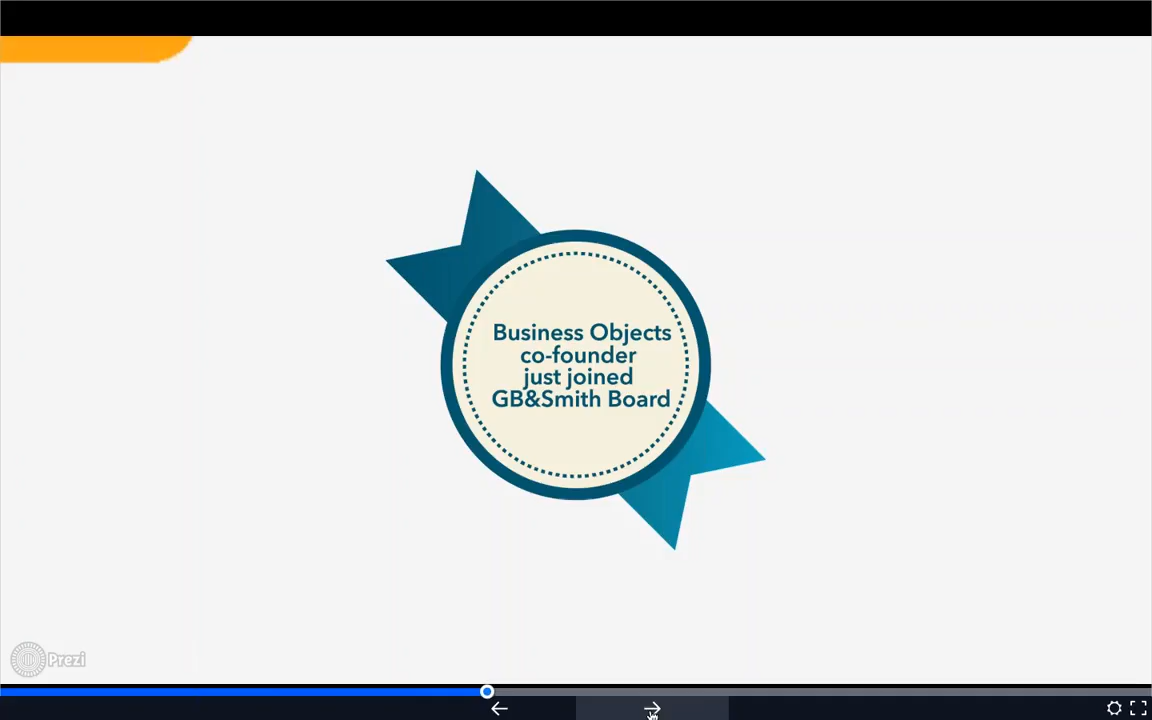 Business Objects
co-founder
just joined
GB&Smith Board
Prezi